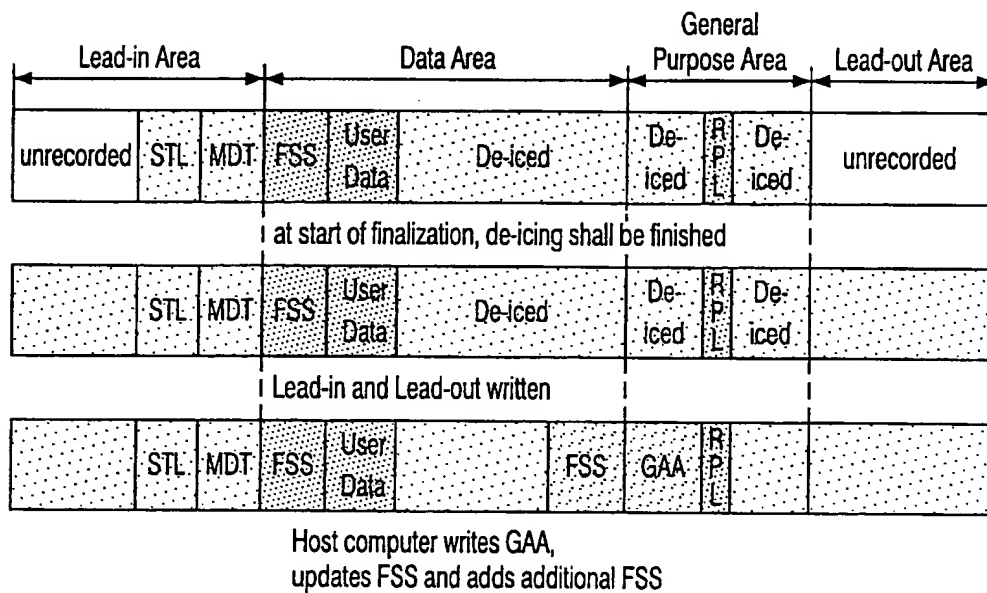 General
Lead-in Area Data Area Purpose Area Lead-out Area
unrecorded STL MDT FSS User Data De-iced De-iced RPL De-iced unrecorded
at start of finalization, de-icing shall be finished
STL MDT FSS User Data De-iced De-iced RPL De-iced
Lead-in and Lead-out written
STL MDT FSS User Data FSS GAA RPL
Host computer writes GAA,
updates FSS and adds additional FSS